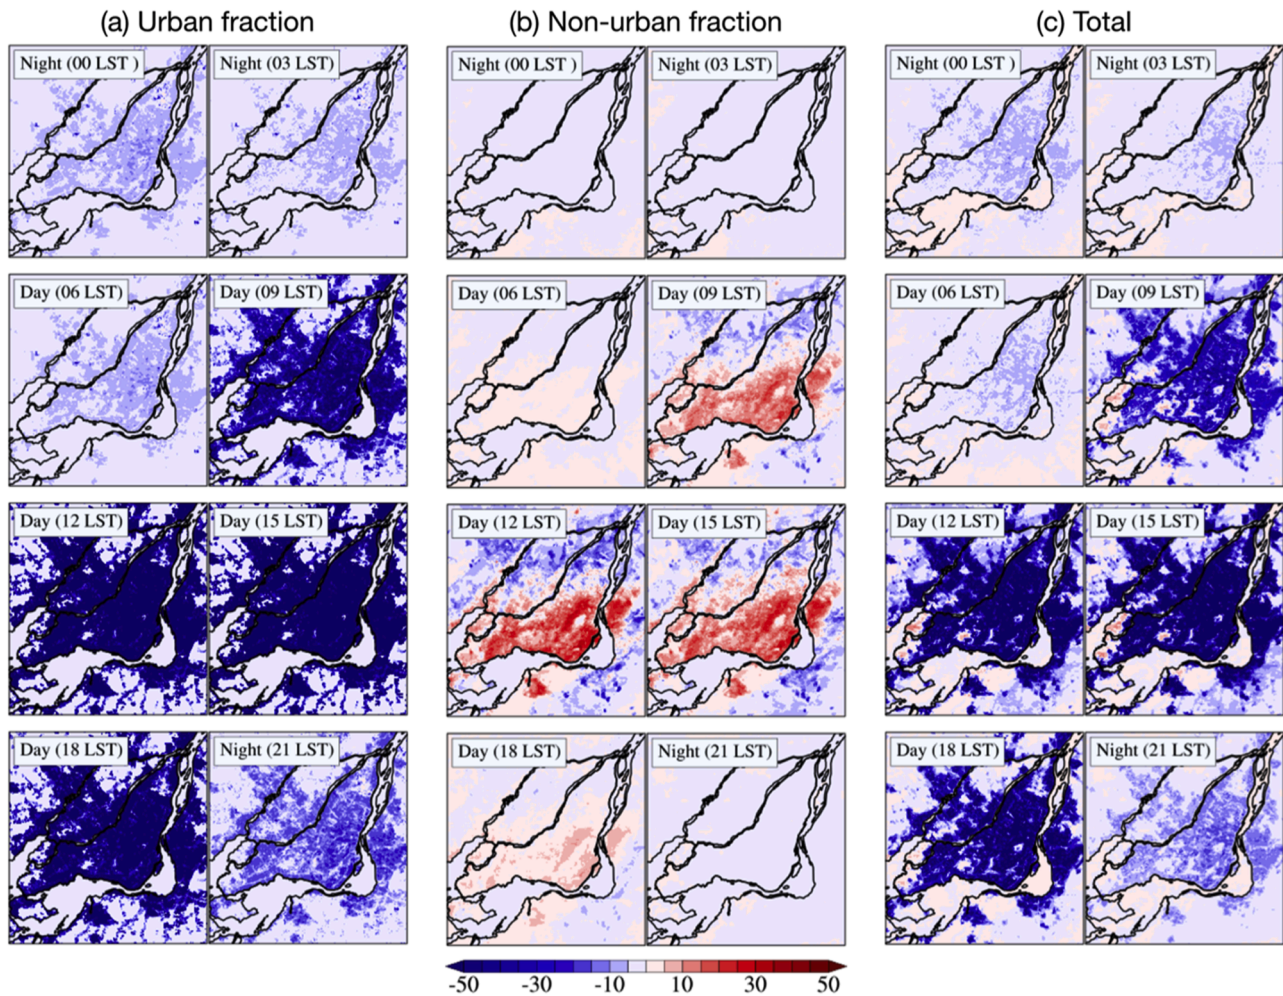 (a) Urban fraction (b) Non-urban fraction (c) Total
Night (00 LST ) Night (03 LST) Night (00 LST ) Night (03 LST) Night (00 LST ) Night (03 LST)
Day (06 LST) Day (09 LST) Day (06 LST) Day (09 LST) Day (06 LST) Day (09 LST)
Day (12 LST) Day (15 LST) Day (12 LST) Day (15 LST) Day (12 LST) Day (15 LST)
Day (18 LST) Night (21 LST) Day (18 LST) Night (21 LST) Day (18 LST) Night (21 LST)
-50 -30 -10 10 30 50